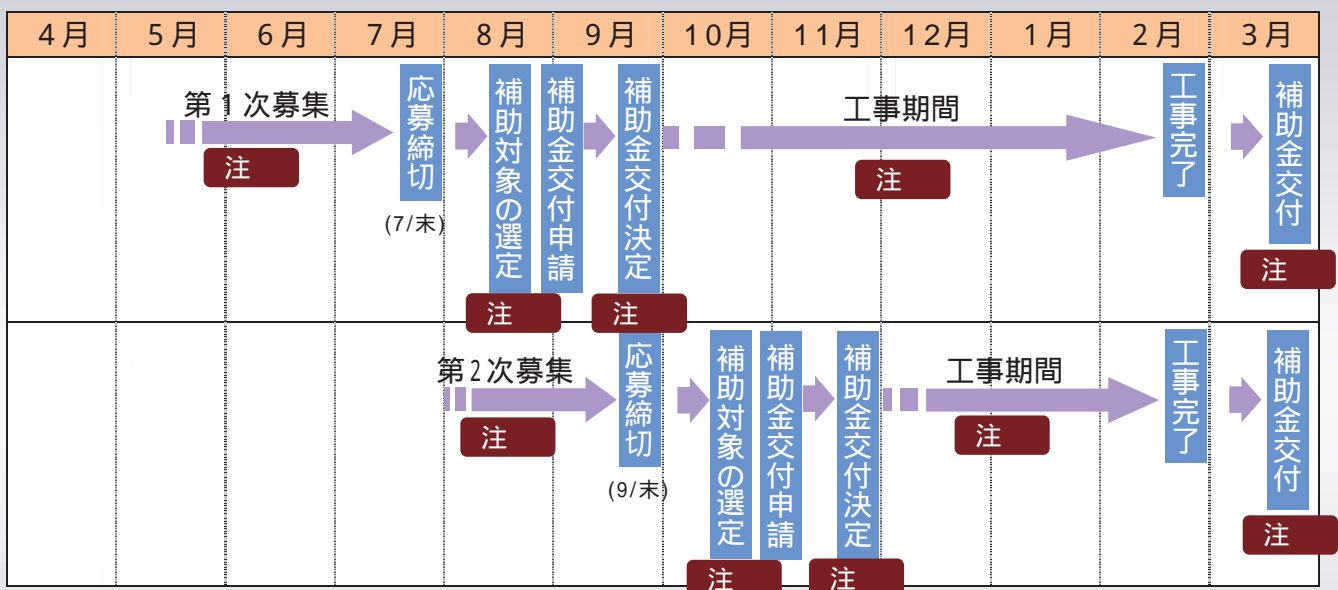 4月 5月 6月 7月 8月 9月 10月 11月 12月 1月 2月 3月
第1次募集
注
応募締切
(7/末)
補助対象の選定
注
補助金交付申請
補助金交付決定
注
工事期間
注
工事完了
補助金交付
注
第2次募集
注
応募締切
(9/末)
補助対象の選定
注
補助金交付申請
補助金交付決定
注
工事期間
注
工事完了
補助金交付
注